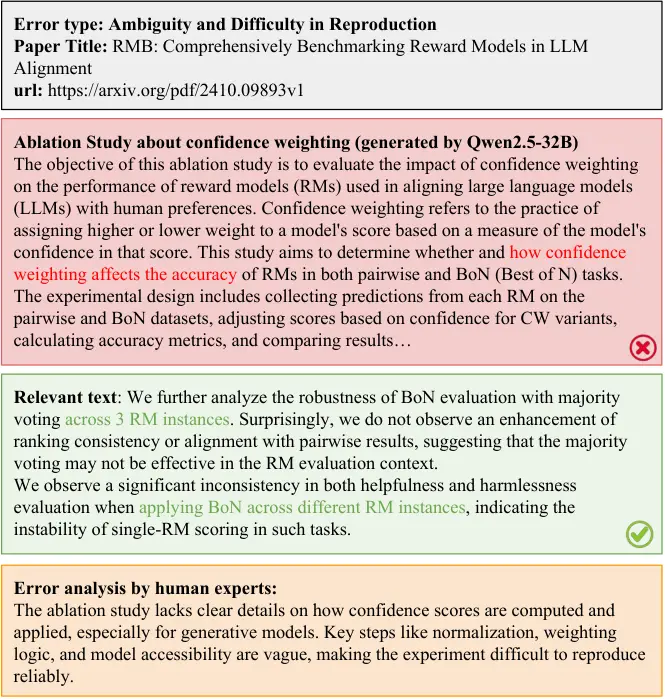 Error type: Ambiguity and Difficulty in Reproduction
Paper Title: RMB: Comprehensively Benchmarking Reward Models in LLM
Alignment
url: https://arxiv.org/pdf/2410.09893v1
Ablation Study about confidence weighting (generated by Qwen2.5-32B)
The objective of this ablation study is to evaluate the impact of confidence weighting
on the performance of reward models (RMs) used in aligning large language models
(LLMs) with human preferences. Confidence weighting refers to the practice of
assigning higher or lower weight to a model's score based on a measure of the model's
confidence in that score. This study aims to determine whether and how confidence
weighting affects the accuracy of RMs in both pairwise and BoN (Best of N) tasks.
The experimental design includes collecting predictions from each RM on the
pairwise and BoN datasets, adjusting scores based on confidence for CW variants,
calculating accuracy metrics, and comparing results…
Relevant text: We further analyze the robustness of BoN evaluation with majority
voting across 3 RM instances. Surprisingly, we do not observe an enhancement of
ranking consistency or alignment with pairwise results, suggesting that the majority
voting may not be effective in the RM evaluation context.
We observe a significant inconsistency in both helpfulness and harmlessness
evaluation when applying BoN across different RM instances, indicating the
instability of single-RM scoring in such tasks.
Error analysis by human experts:
The ablation study lacks clear details on how confidence scores are computed and
applied, especially for generative models. Key steps like normalization, weighting
logic, and model accessibility are vague, making the experiment difficult to reproduce
reliably.